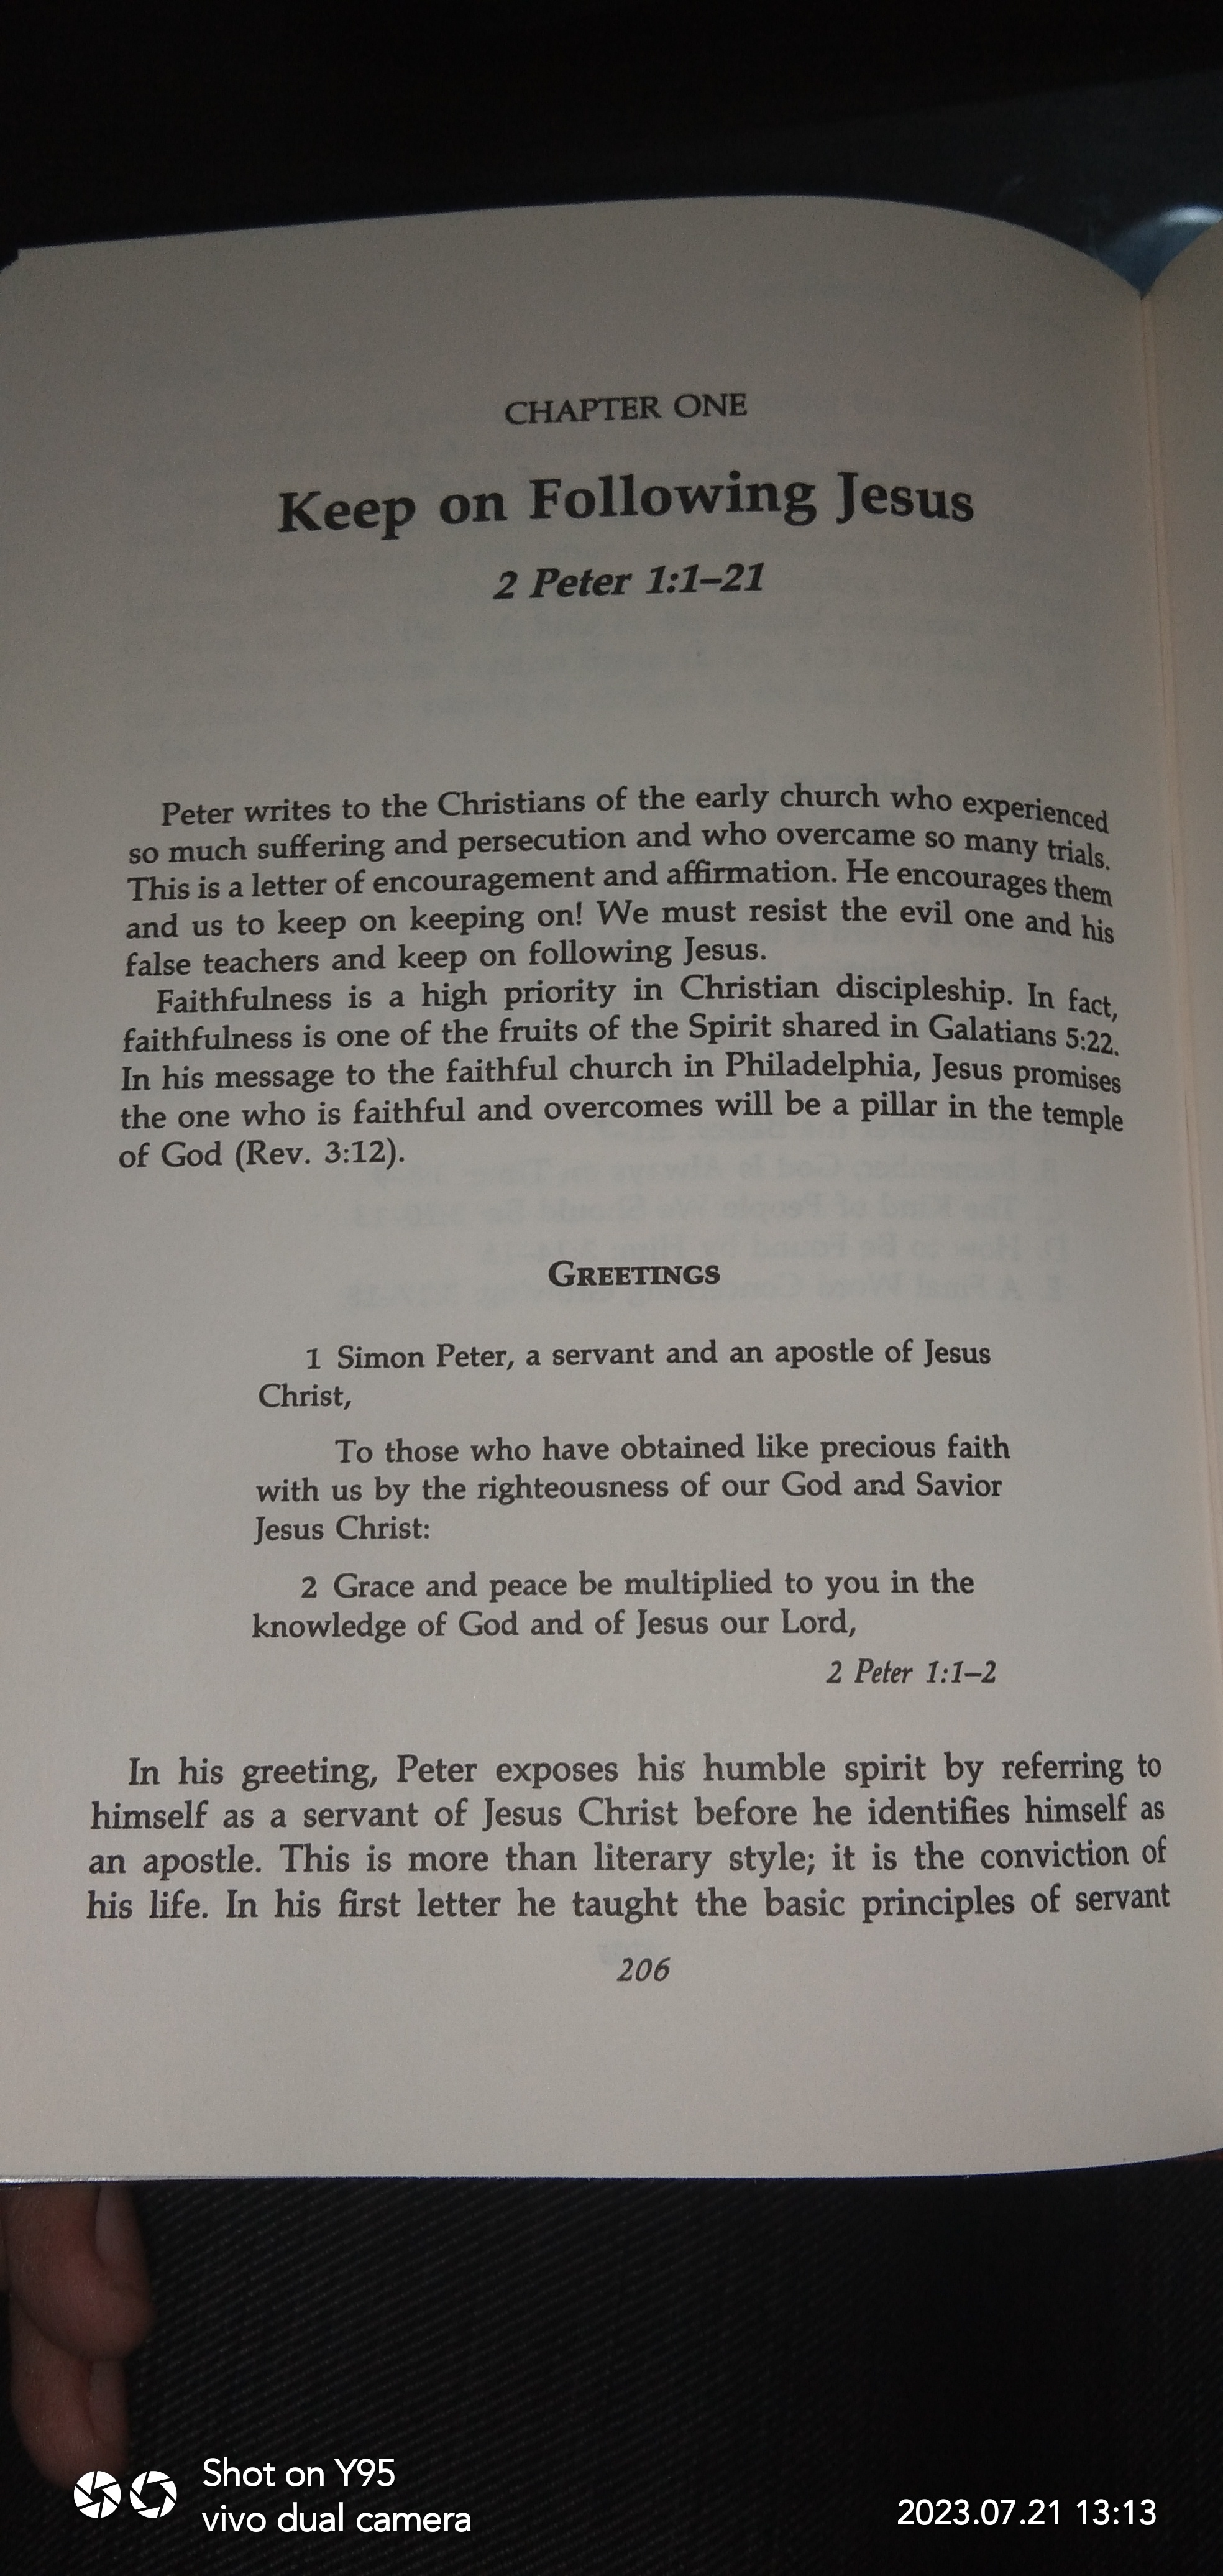 CHAPTER ONE
Keep on Following Jesus
2 Peter 1:1–21
Peter writes to the Christians of the early church who experienced
so much suffering and persecution and who overcame so many trials.
This is a letter of encouragement and affirmation. He encourages them
and us to keep on keeping on! We must resist the evil one and his
false teachers and keep on following Jesus.
Faithfulness is a high priority in Christian discipleship. In fact,
faithfulness is one of the fruits of the Spirit shared in Galatians 5:22.
In his message to the faithful church in Philadelphia, Jesus promises
the one who is faithful and overcomes will be a pillar in the temple
of God (Rev. 3:12).
GREETINGS
1 Simon Peter, a servant and an apostle of Jesus
Christ,
To those who have obtained like precious faith
with us by the righteousness of our God and Savior
Jesus Christ:
2 Grace and peace be multiplied to you in the
knowledge of God and of Jesus our Lord,
2 Peter 1:1–2
In his greeting, Peter exposes his humble spirit by referring to
himself as a servant of Jesus Christ before he identifies himself as
an apostle. This is more than literary style; it is the conviction of
his life. In his first letter he taught the basic principles of servant
206
Shot on Y95
vivo dual camera
2023.07.21 13:13